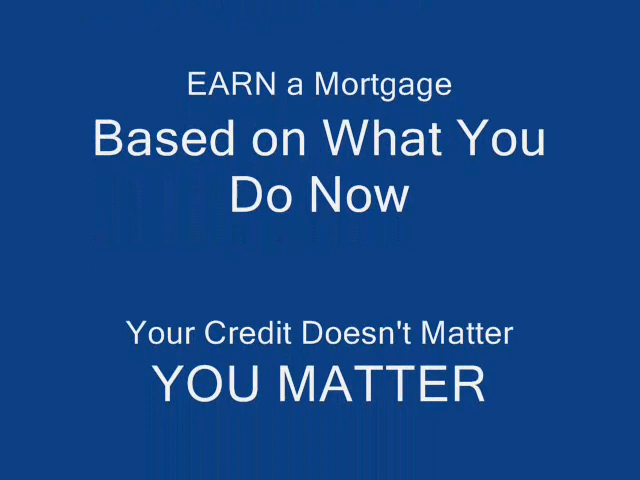 EARN a Mortgage
Based on What You
Do Now
Your Credit Doesn't Matter
YOU MATTER